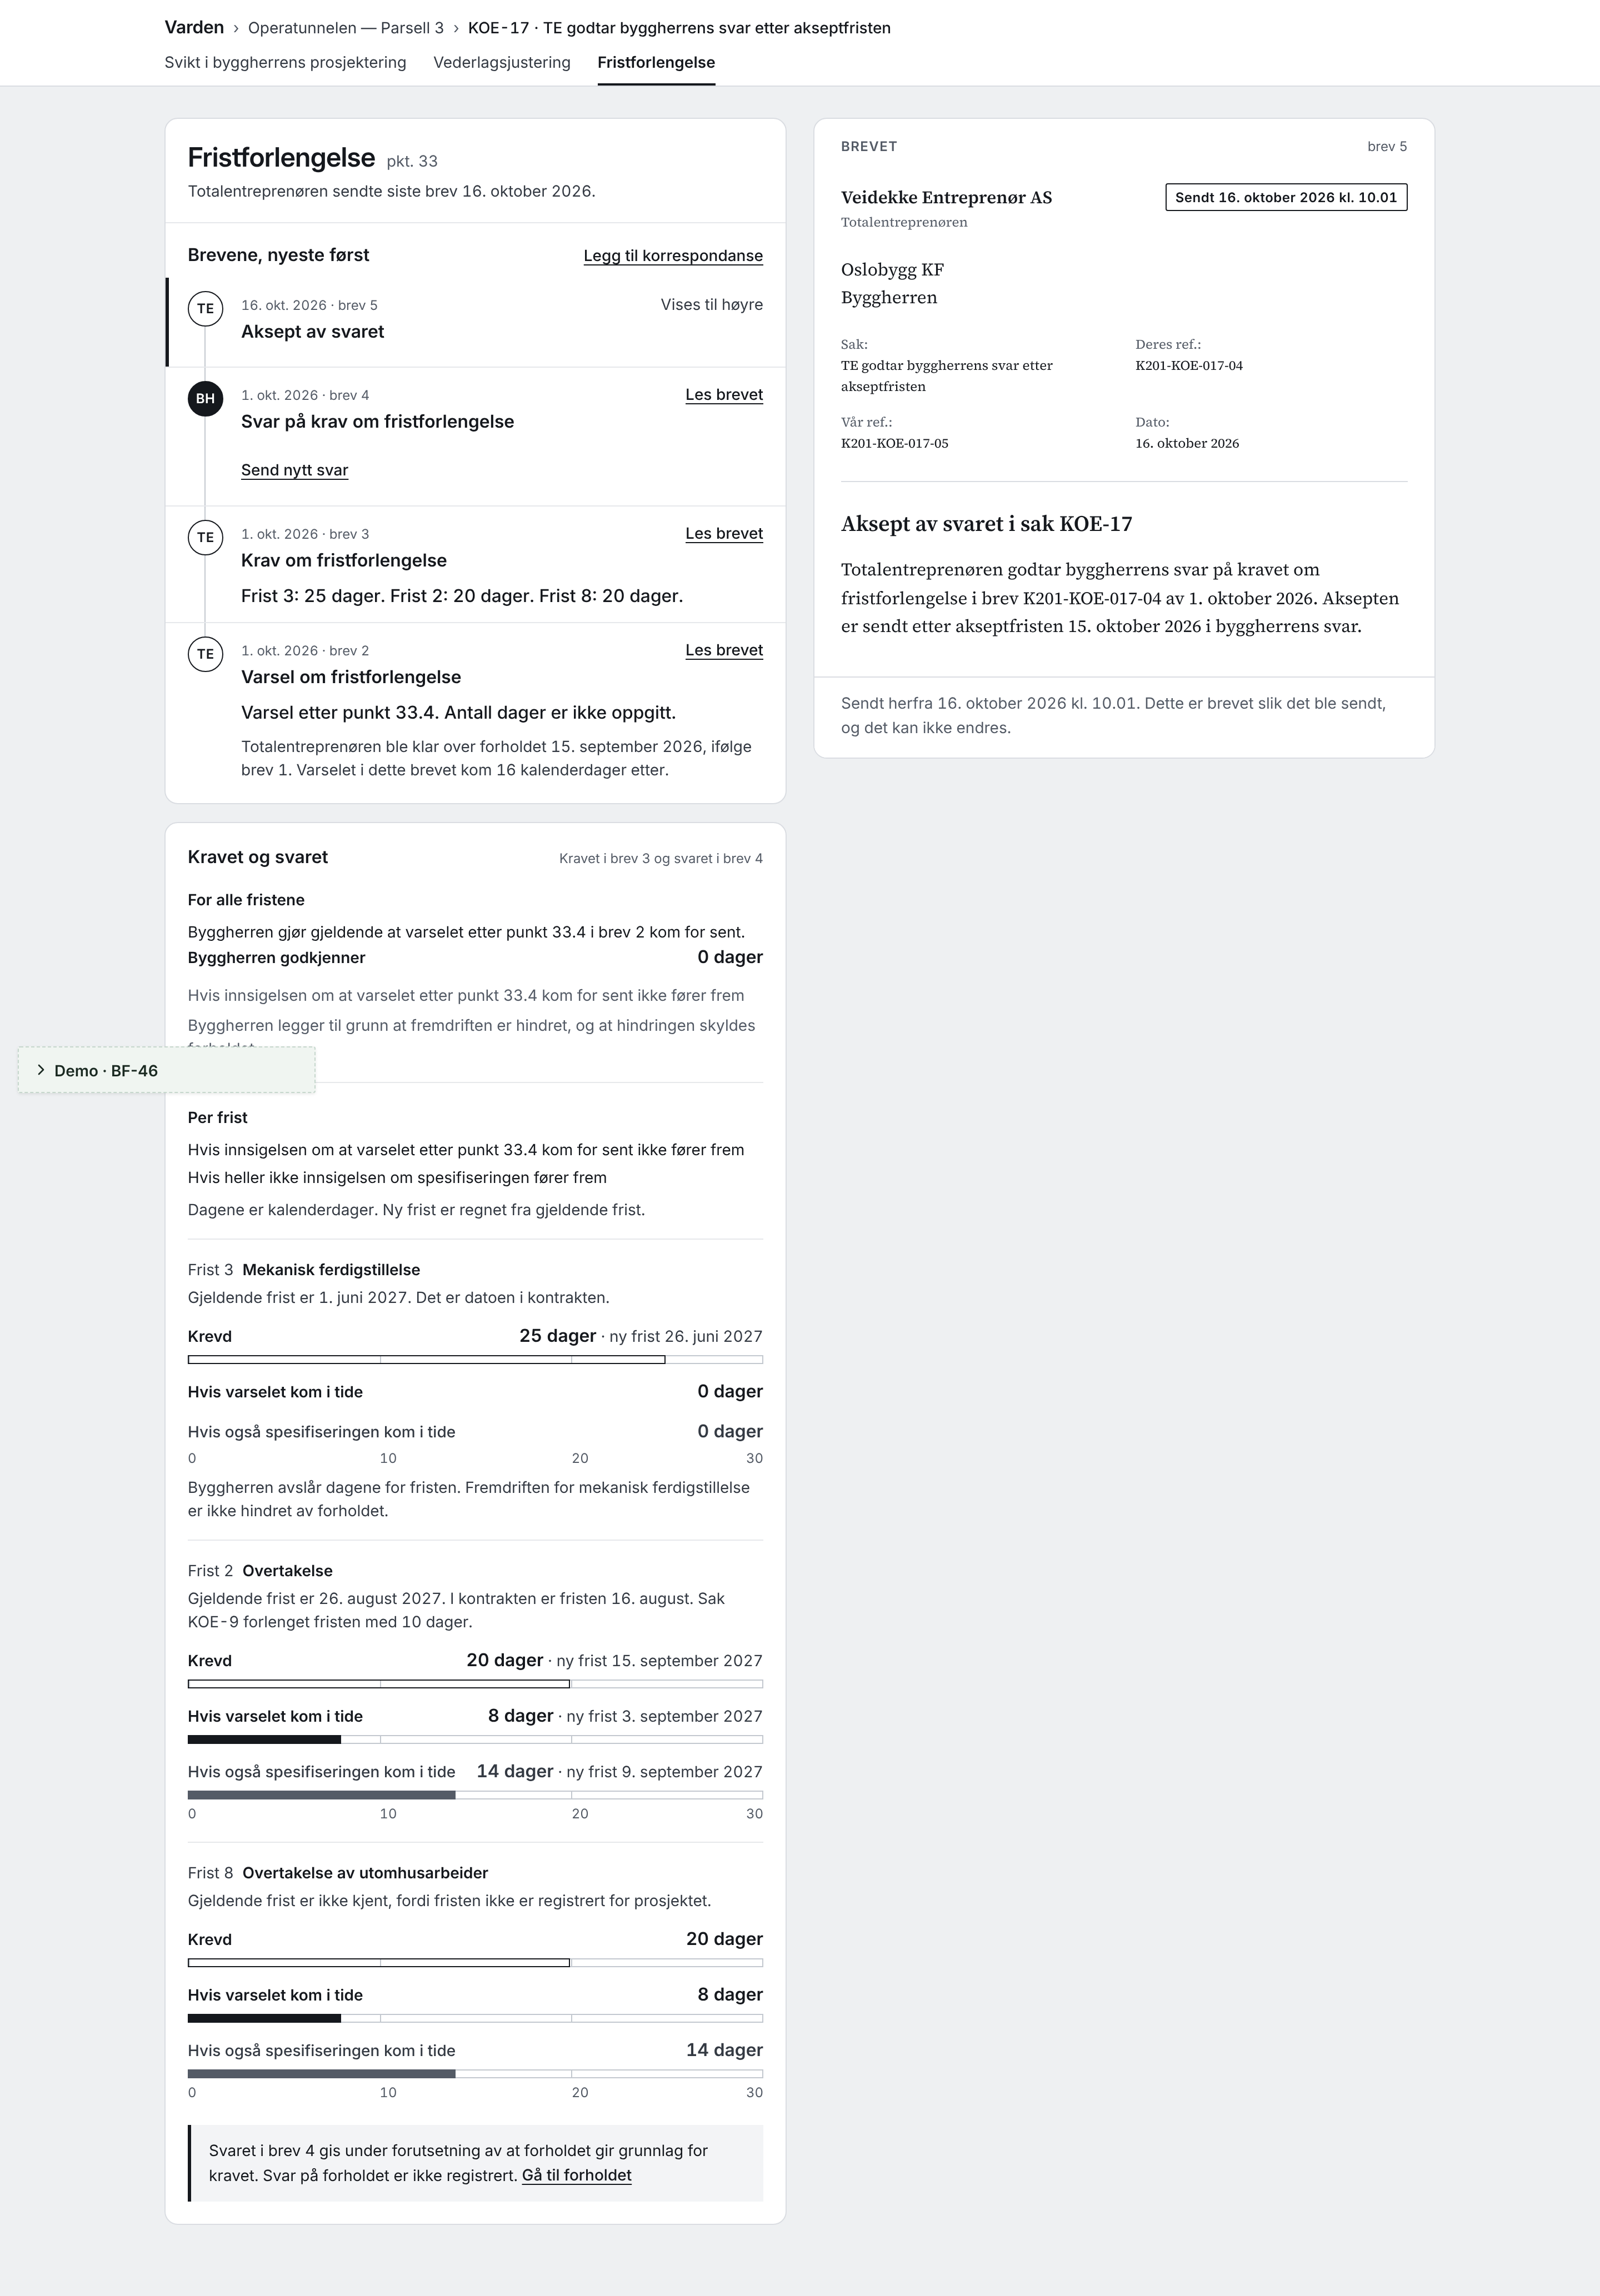 Varden › Operatunnelen — Parsell 3 › KOE-17 · TE godtar byggherrens svar etter akseptfristen
Svikt i byggherrens prosjektering Vederlagsjustering Fristforlengelse
Fristforlengelse pkt. 33
Totalentreprenøren sendte siste brev 16. oktober 2026.
Brevene, nyeste først Legg til korrespondanse
TE 16. okt. 2026 · brev 5 Vises til høyre
Aksept av svaret
BH 1. okt. 2026 · brev 4 Les brevet
Svar på krav om fristforlengelse
Send nytt svar
TE 1. okt. 2026 · brev 3 Les brevet
Krav om fristforlengelse
Frist 3: 25 dager. Frist 2: 20 dager. Frist 8: 20 dager.
TE 1. okt. 2026 · brev 2 Les brevet
Varsel om fristforlengelse
Varsel etter punkt 33.4. Antall dager er ikke oppgitt.
Totalentreprenøren ble klar over forholdet 15. september 2026, ifølge
brev 1. Varselet i dette brevet kom 16 kalenderdager etter.
Kravet og svaret Kravet i brev 3 og svaret i brev 4
For alle fristene
Byggherren gjør gjeldende at varselet etter punkt 33.4 i brev 2 kom for sent.
Byggherren godkjenner 0 dager
Hvis innsigelsen om at varselet etter punkt 33.4 kom for sent ikke fører frem
Byggherren legger til grunn at fremdriften er hindret, og at hindringen skyldes
Demo · BF-46
Per frist
Hvis innsigelsen om at varselet etter punkt 33.4 kom for sent ikke fører frem
Hvis heller ikke innsigelsen om spesifiseringen fører frem
Dagene er kalenderdager. Ny frist er regnet fra gjeldende frist.
Frist 3 Mekanisk ferdigstillelse
Gjeldende frist er 1. juni 2027. Det er datoen i kontrakten.
Krevd 25 dager · ny frist 26. juni 2027
Hvis varselet kom i tide 0 dager
Hvis også spesifiseringen kom i tide 0 dager
0 10 20 30
Byggherren avslår dagene for fristen. Fremdriften for mekanisk ferdigstillelse
er ikke hindret av forholdet.
Frist 2 Overtakelse
Gjeldende frist er 26. august 2027. I kontrakten er fristen 16. august. Sak
KOE-9 forlenget fristen med 10 dager.
Krevd 20 dager · ny frist 15. september 2027
Hvis varselet kom i tide 8 dager · ny frist 3. september 2027
Hvis også spesifiseringen kom i tide 14 dager · ny frist 9. september 2027
0 10 20 30
Frist 8 Overtakelse av utomhusarbeider
Gjeldende frist er ikke kjent, fordi fristen ikke er registrert for prosjektet.
Krevd 20 dager
Hvis varselet kom i tide 8 dager
Hvis også spesifiseringen kom i tide 14 dager
0 10 20 30
Svaret i brev 4 gis under forutsetning av at forholdet gir grunnlag for
kravet. Svar på forholdet er ikke registrert. Gå til forholdet
BREVET brev 5
Veidekke Entreprenør AS Sendt 16. oktober 2026 kl. 10.01
Totalentreprenøren
Oslobygg KF
Byggherren
Sak: Deres ref.:
TE godtar byggherrens svar etter K201-KOE-017-04
akseptfristen
Vår ref.: Dato:
K201-KOE-017-05 16. oktober 2026
Aksept av svaret i sak KOE-17
Totalentreprenøren godtar byggherrens svar på kravet om
fristforlengelse i brev K201-KOE-017-04 av 1. oktober 2026. Aksepten
er sendt etter akseptfristen 15. oktober 2026 i byggherrens svar.
Sendt herfra 16. oktober 2026 kl. 10.01. Dette er brevet slik det ble sendt,
og det kan ikke endres.